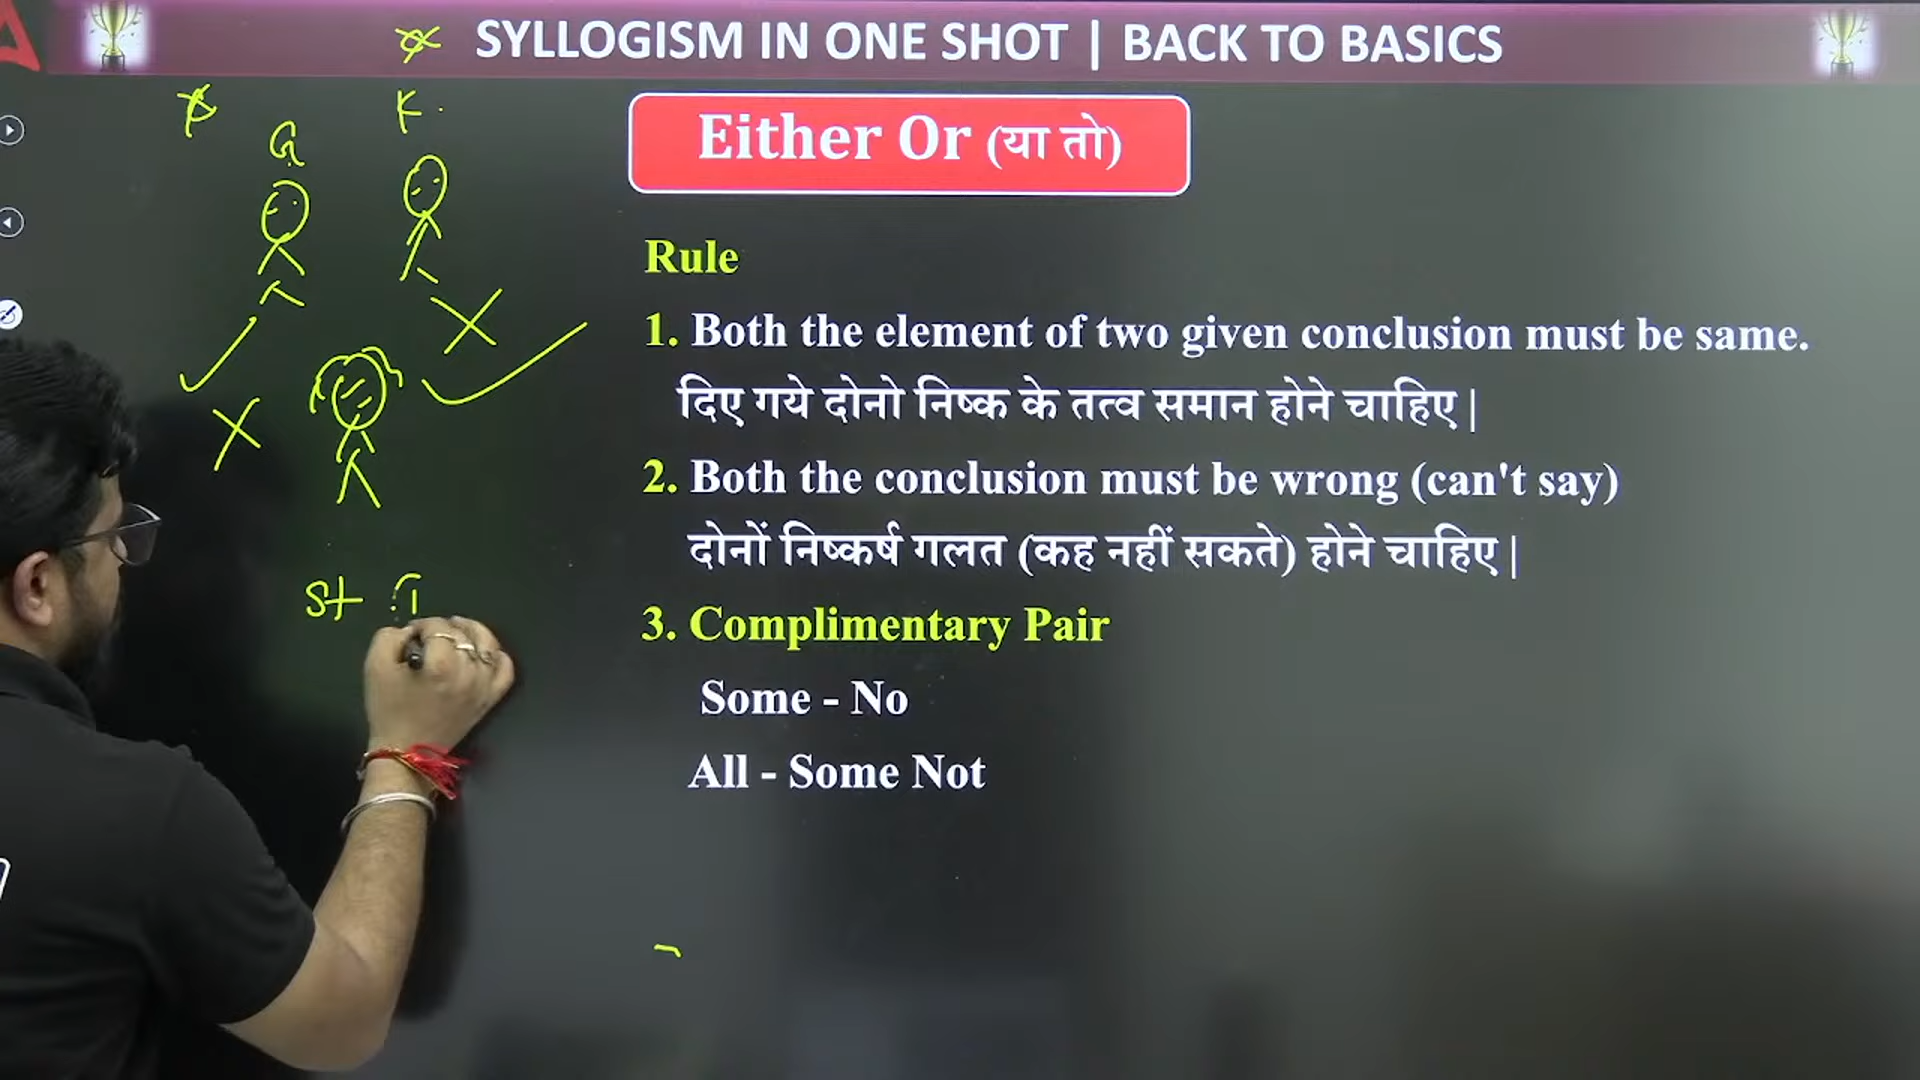 SYLLOGISM IN ONE SHOT | BACK TO BASICS
K
G
Either Or (या तो)
Rule
1. Both the element of two given conclusion must be same.
दिए गये दोनो निष्क के तत्व समान होने चाहिए |
2. Both the conclusion must be wrong (can't say)
दोनों निष्कर्ष गलत (कह नहीं सकते) होने चाहिए |
St
3. Complimentary Pair
Some - No
All - Some Not